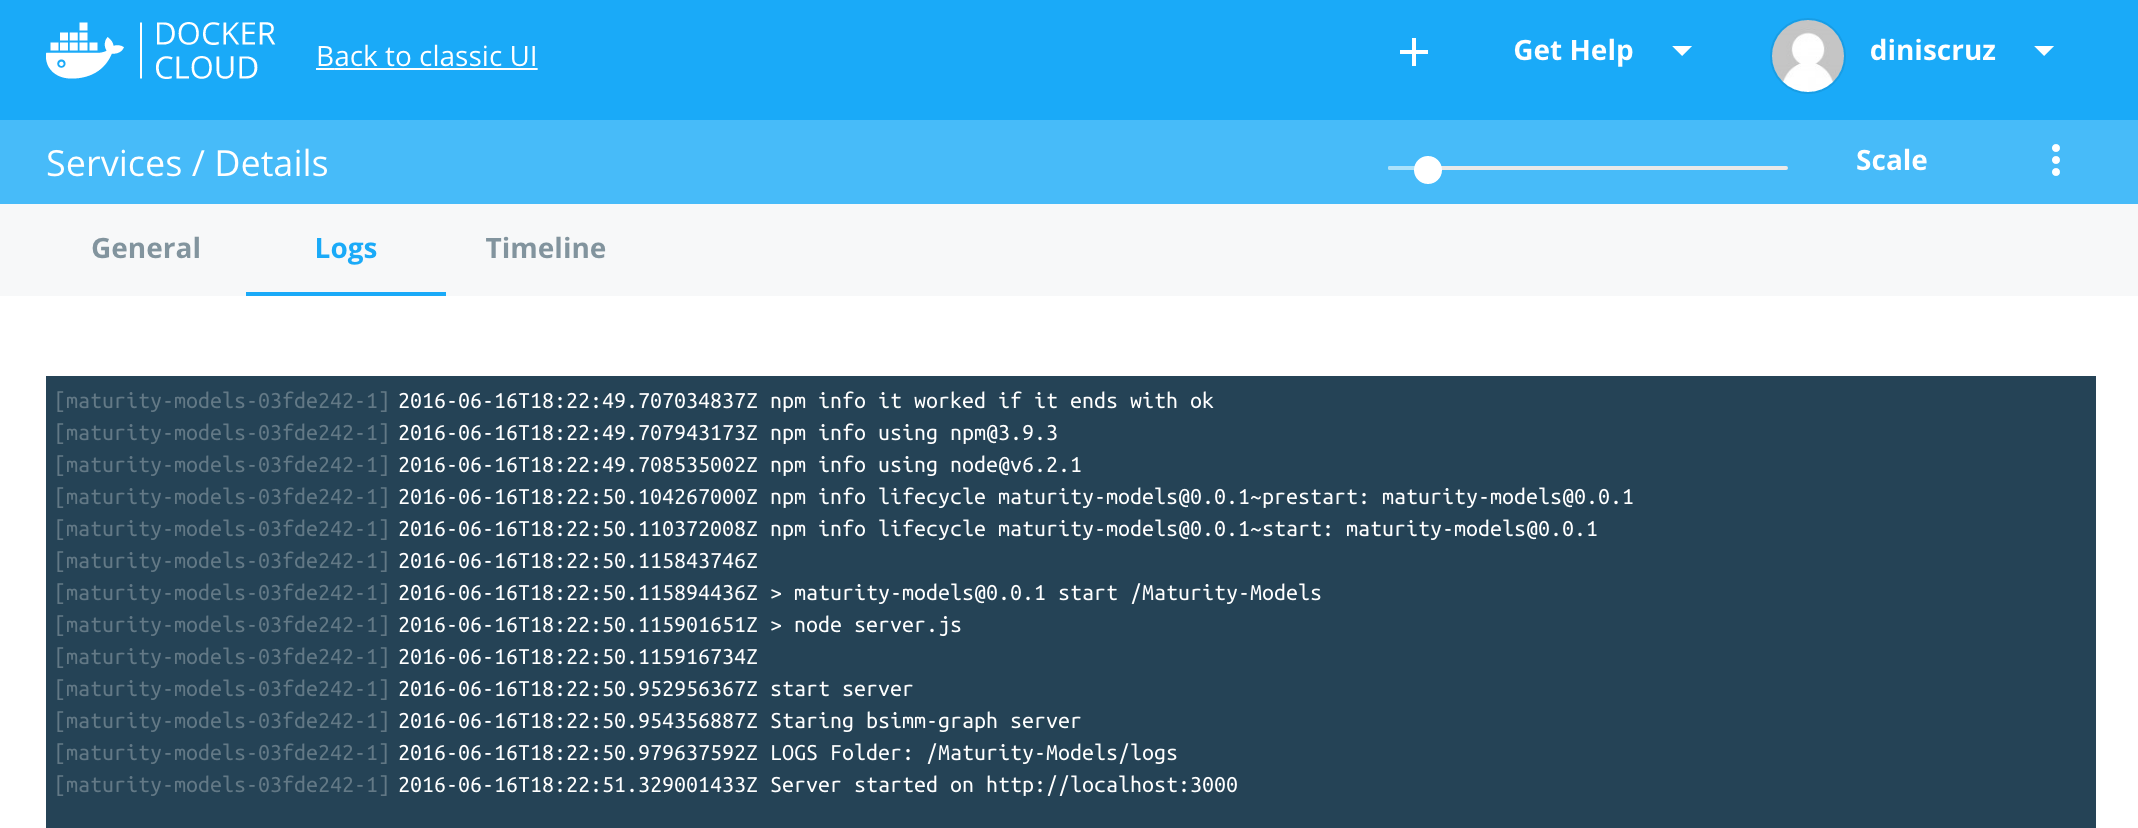 DOCKER
CLOUD
Back to classic UI
Get Help
diniscruz
Services / Details
Scale
General
Logs
Timeline
[maturity-models-03fde242-1] 2016-06-16T18:22:49.707034837Z npm info it worked if it ends with ok
[maturity-models-03fde242-1] 2016-06-16T18:22:49.707943173Z npm info using npm@3.9.3
[maturity-models-03fde242-1] 2016-06-16T18:22:49.708535002Z npm info using node@v6.2.1
[maturity-models-03fde242-1] 2016-06-16T18:22:50.104267000Z npm info lifecycle maturity-models@0.0.1~prestart: maturity-models@0.0.1
[maturity-models-03fde242-1] 2016-06-16T18:22:50.110372008Z npm info lifecycle maturity-models@0.0.1~start: maturity-models@0.0.1
[maturity-models-03fde242-1] 2016-06-16T18:22:50.115843746Z
[maturity-models-03fde242-1] 2016-06-16T18:22:50.115894436Z > maturity-models@0.0.1 start /Maturity-Models
[maturity-models-03fde242-1] 2016-06-16T18:22:50.115901651Z > node server.js
[maturity-models-03fde242-1] 2016-06-16T18:22:50.115916734Z
[maturity-models-03fde242-1] 2016-06-16T18:22:50.952956367Z start server
[maturity-models-03fde242-1] 2016-06-16T18:22:50.954356887Z Staring bsimm-graph server
[maturity-models-03fde242-1] 2016-06-16T18:22:50.979637592Z LOGS Folder: /Maturity-Models/logs
[maturity-models-03fde242-1] 2016-06-16T18:22:51.329001433Z Server started on http://localhost:3000